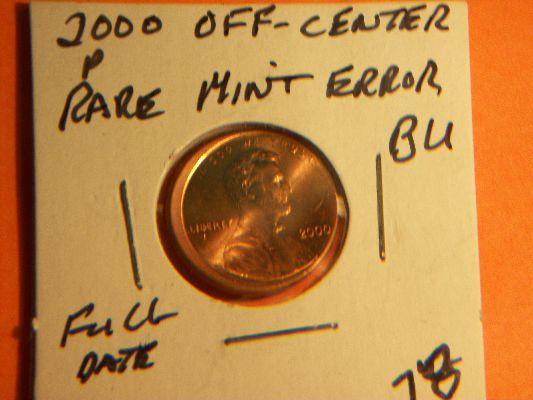 2000 OFF-CENTER
P
RARE MINT ERROR
BU
LIBERTY
2000
FULL
DATE